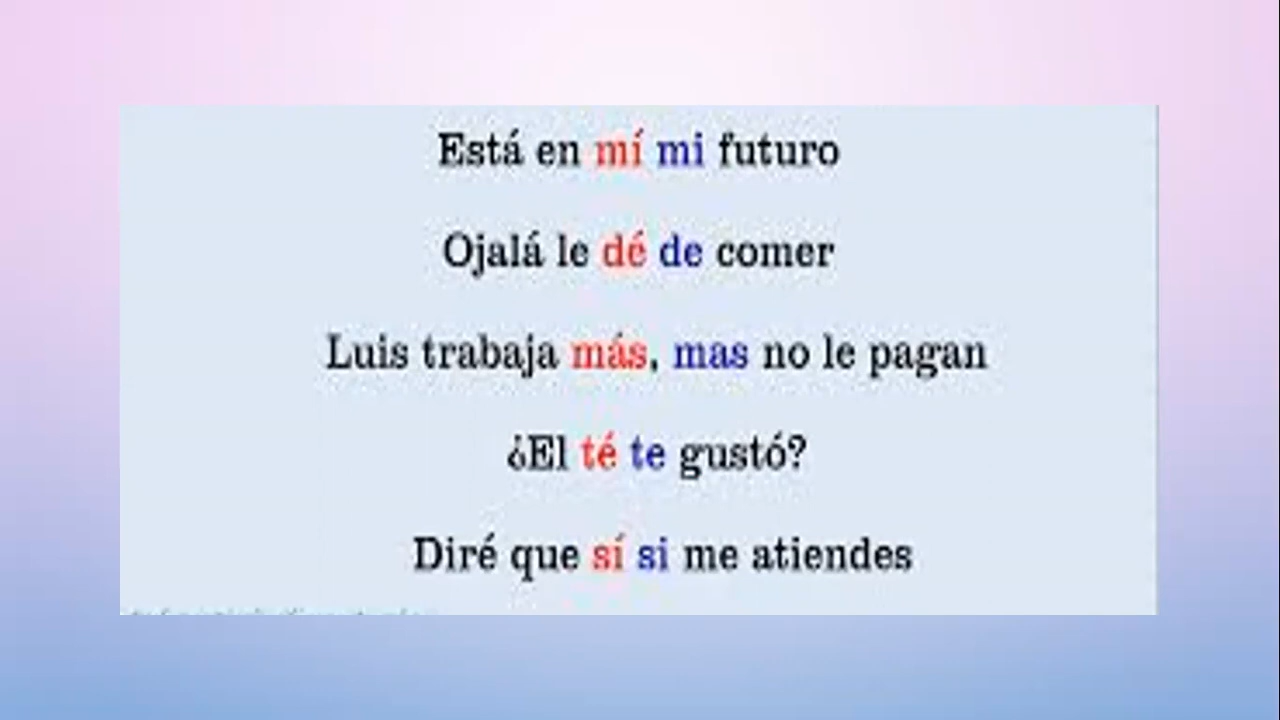 Está en mí mi futuro
Ojalá le dé de comer
Luis trabaja más, mas no le pagan
¿El té te gustó?
Diré que sí si me atiendes